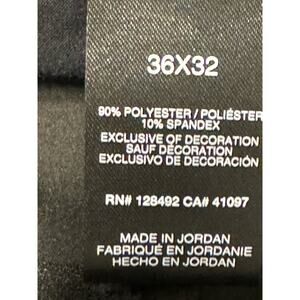 36X32
90% POLYESTER / POLIÉSTER
10% SPANDEX
EXCLUSIVE OF DECORATION
SAUF DÉCORATION
EXCLUSIVO DE DECORACIÓN
RN# 128492 CA# 41097
MADE IN JORDAN
FABRIQUÉ EN JORDANIE
HECHO EN JORDAN